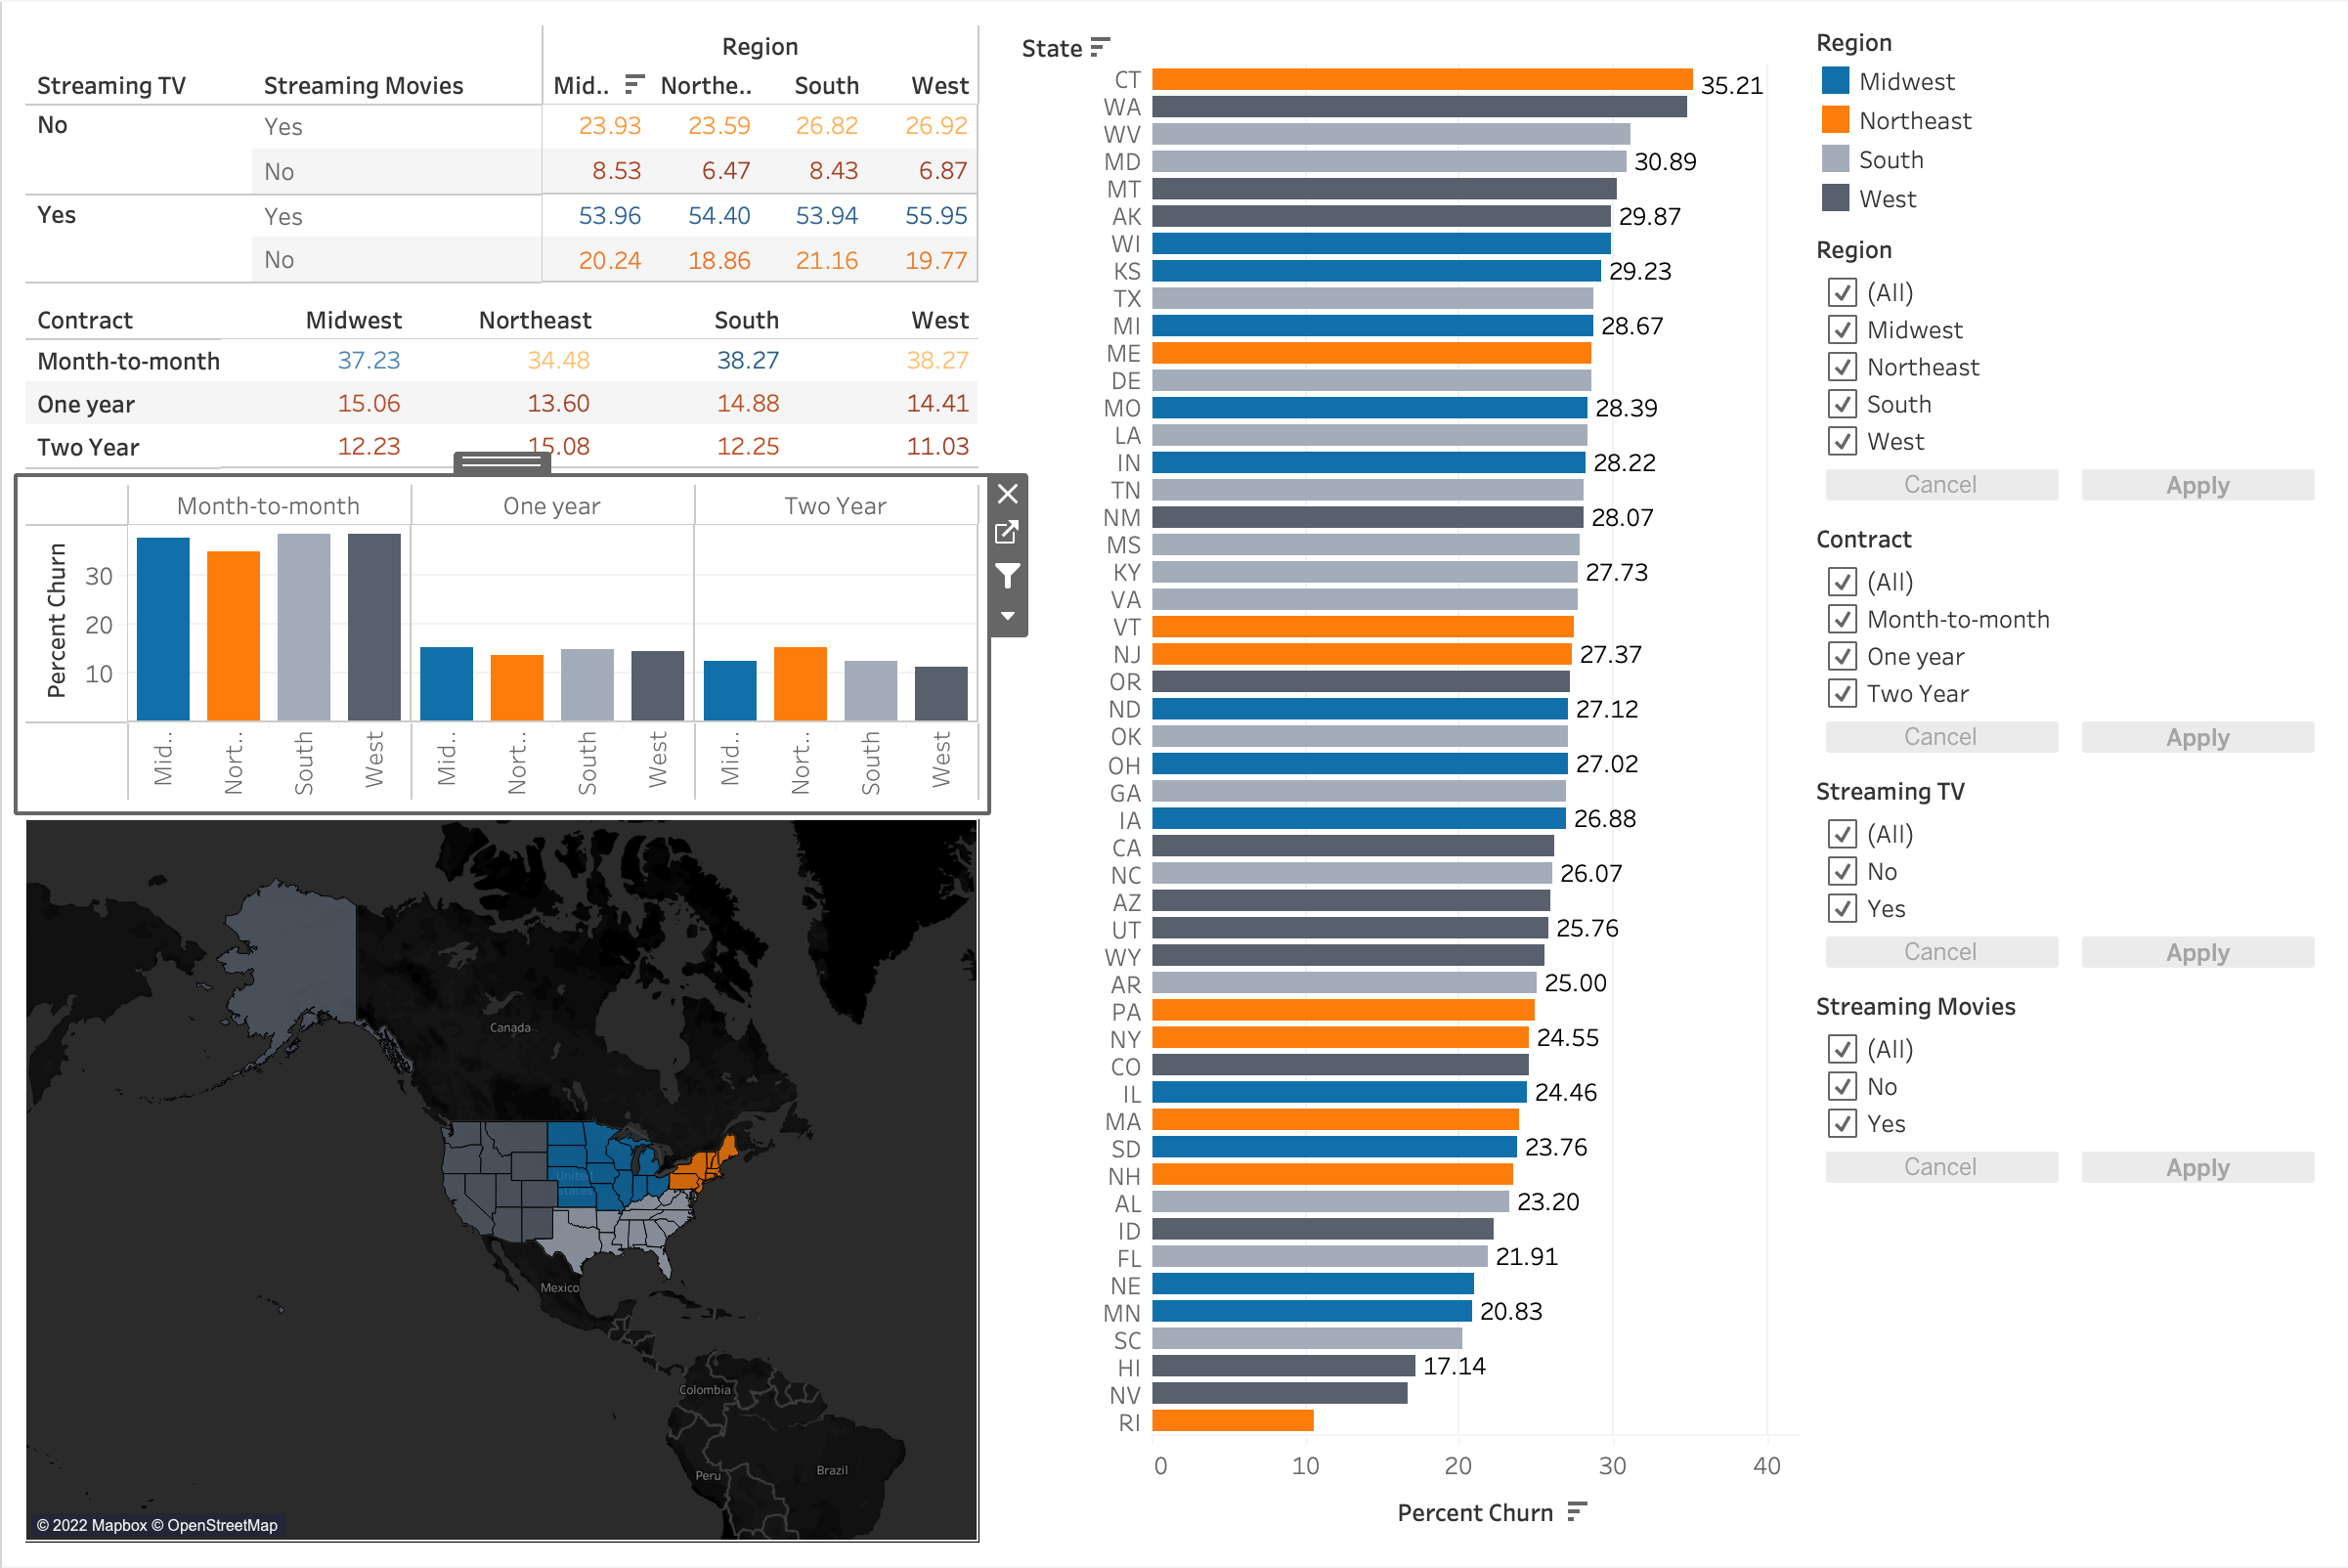 Region
Streaming TV Streaming Movies Mid.. Northe.. South West
No Yes 23.93 23.59 26.82 26.92
No 8.53 6.47 8.43 6.87
Yes Yes 53.96 54.40 53.94 55.95
No 20.24 18.86 21.16 19.77
Contract Midwest Northeast South West
Month-to-month 37.23 34.48 38.27 38.27
One year 15.06 13.60 14.88 14.41
Two Year 12.23 15.08 12.25 11.03
Month-to-month One year Two Year
Percent Churn
30
20
10
Mid.. Nort.. South West Mid.. Nort.. South West Mid.. Nort.. South West
Canada
United
States
Mexico
Colombia
Peru
Brazil
© 2022 Mapbox © OpenStreetMap
State
CT 35.21
WA
WV
MD 30.89
MT
AK 29.87
WI
KS 29.23
TX
MI 28.67
ME
DE
MO 28.39
LA
IN 28.22
TN
NM 28.07
MS
KY 27.73
VA
VT
NJ 27.37
OR
ND 27.12
OK
OH 27.02
GA
IA 26.88
CA
NC 26.07
AZ
UT 25.76
WY
AR 25.00
PA
NY 24.55
CO
IL 24.46
MA
SD 23.76
NH
AL 23.20
ID
FL 21.91
NE
MN 20.83
SC
HI 17.14
NV
RI
0 10 20 30 40
Percent Churn
Region
Midwest
Northeast
South
West
Region
(All)
Midwest
Northeast
South
West
Cancel Apply
Contract
(All)
Month-to-month
One year
Two Year
Cancel Apply
Streaming TV
(All)
No
Yes
Cancel Apply
Streaming Movies
(All)
No
Yes
Cancel Apply